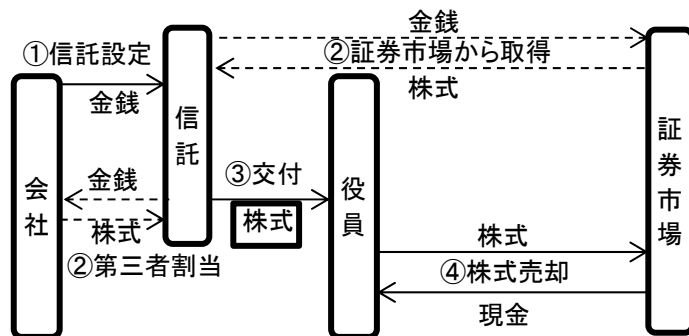 金銭
①信託設定
②証券市場から取得
金銭
株式
信託
会社
金銭
株式
②第三者割当
③交付
株式
役員
証券市場
株式
④株式売却
現金